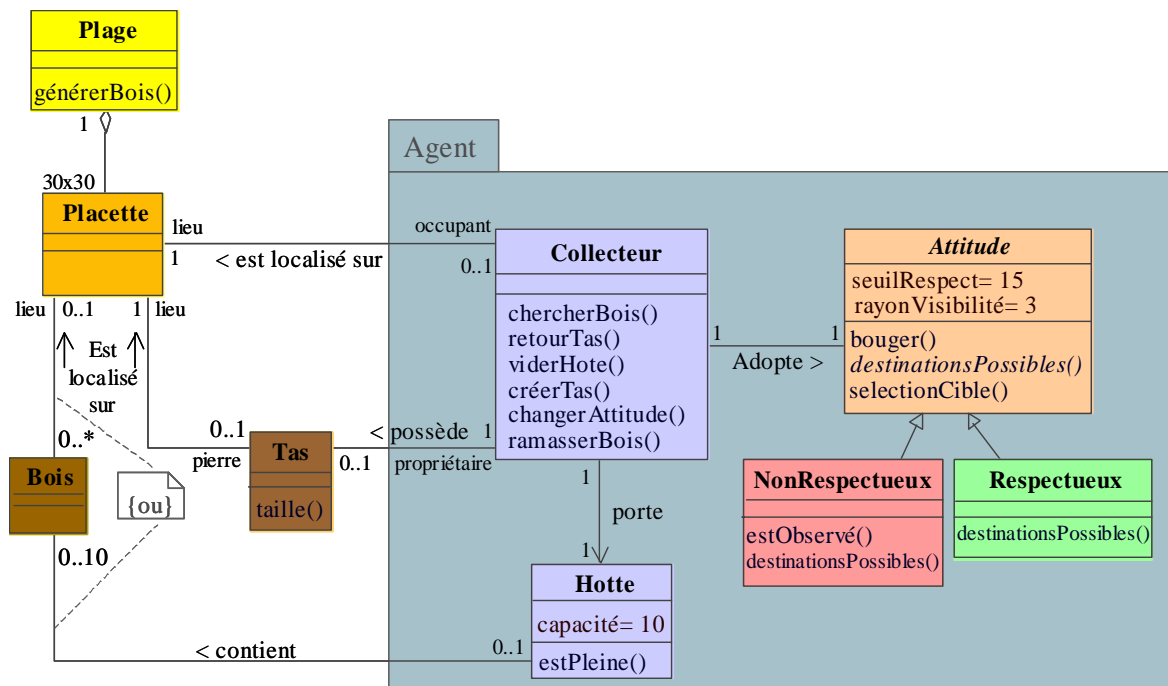 Plage
générerBois()
1
30x30
Placette
lieu
1
< est localisé sur
occupant
0..1
Agent
Collecteur
chercherBois()
retourTas()
viderHote()
créerTas()
changerAttitude()
ramasserBois()
1
1
Adopte >
Attitude
seuilRespect= 15
rayonVisibilité= 3
bouger()
destinationsPossibles()
selectionCible()
lieu
0..1
1
lieu
Est
localisé
sur
0..*
0..1
pierre
Tas
taille()
< possède
1
0..1
propriétaire
Bois
{ou}
0..10
NonRespectueux
estObservé()
destinationsPossibles()
Respectueux
destinationsPossibles()
1
porte
1
Hotte
capacité= 10
estPleine()
0..1
< contient